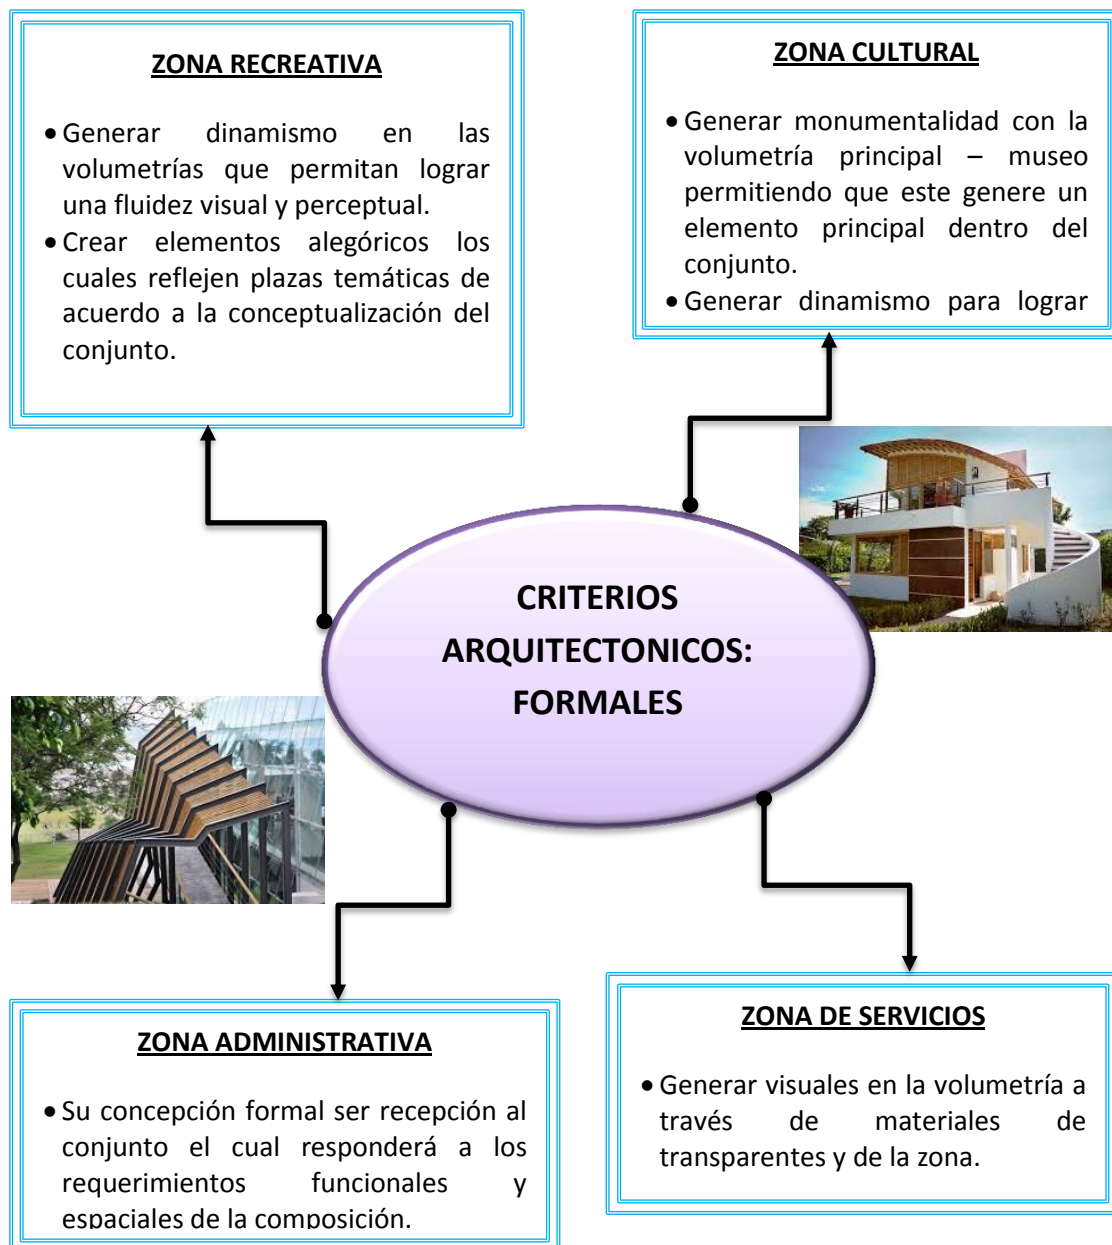 ZONA RECREATIVA
• Generar dinamismo en las
volumetrías que permitan lograr
una fluidez visual y perceptual.
• Crear elementos alegóricos los
cuales reflejen plazas temáticas de
acuerdo a la conceptualización del
conjunto.
ZONA CULTURAL
• Generar monumentalidad con la
volumetría principal – museo
permitiendo que este genere un
elemento principal dentro del
conjunto.
• Generar dinamismo para lograr
CRITERIOS
ARQUITECTONICOS:
FORMALES
ZONA ADMINISTRATIVA
• Su concepción formal ser recepción al
conjunto el cual responderá a los
requerimientos funcionales y
espaciales de la composición.
ZONA DE SERVICIOS
• Generar visuales en la volumetría a
través de materiales de
transparentes y de la zona.